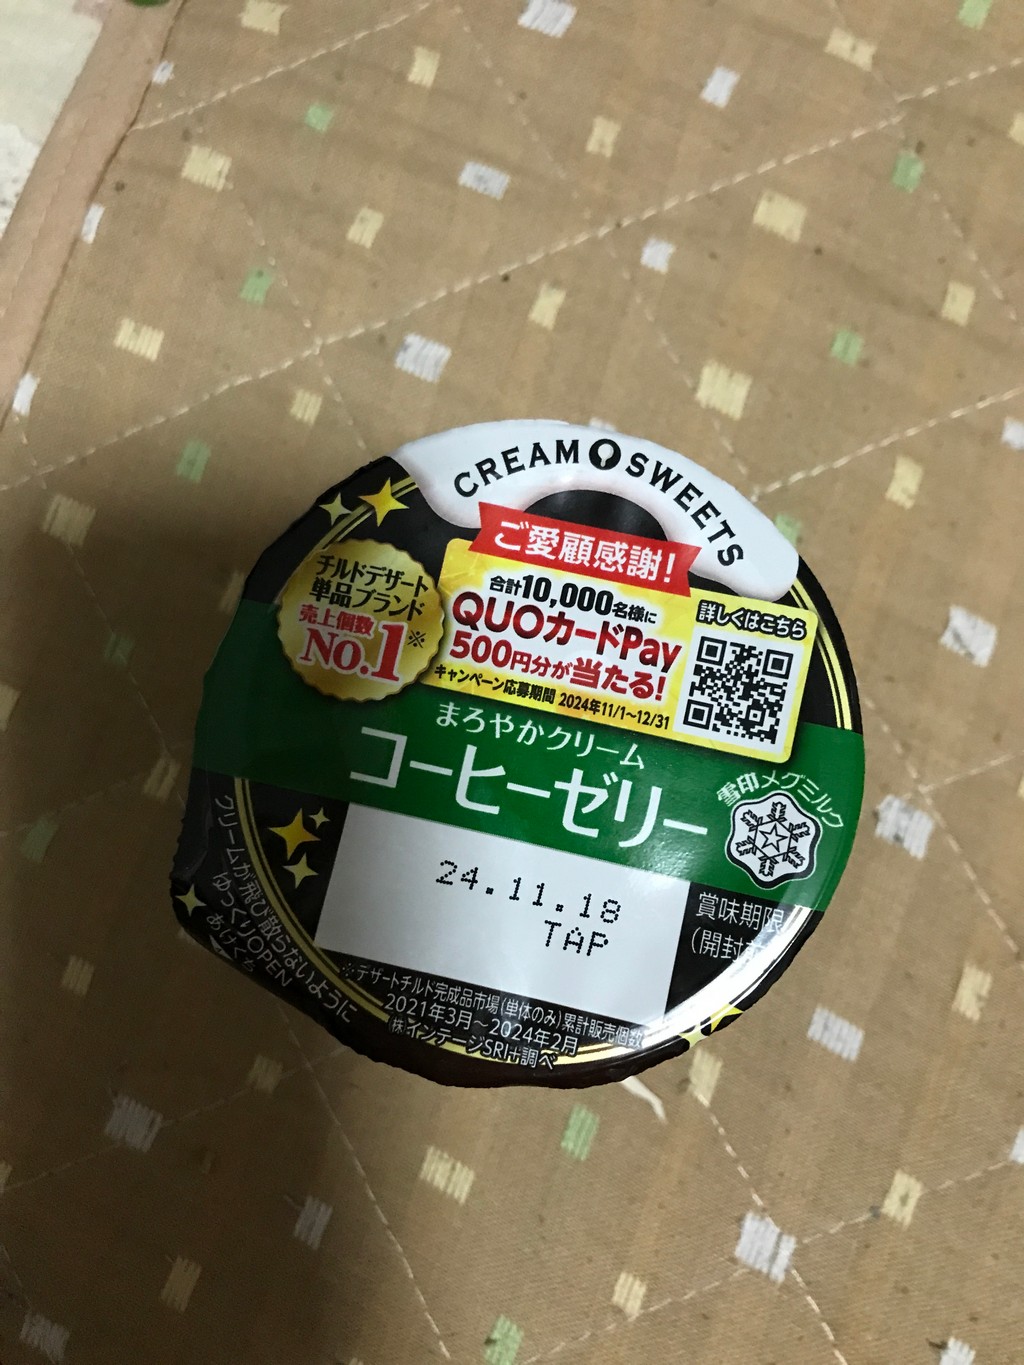 CREAM SWEETS
ご愛顧感謝!
チルドデザート
単品ブランド
売上個数
No.1※
合計10,000名様に
QUOカードPay
500円分が当たる!
キャンペーン応募期間 2024年11/1〜12/31
詳しくはこちら
まろやかクリーム
コーヒーゼリー
雪印メグミルク
24.11.18
TAP
賞味期限
(開封前)
クリームが飛び散らないように
ゆっくりOPEN
あけてね
※デザートチルド完成品市場(単体のみ)累計販売個数
2021年3月〜2024年2月
(株)インテージSRI+調べ